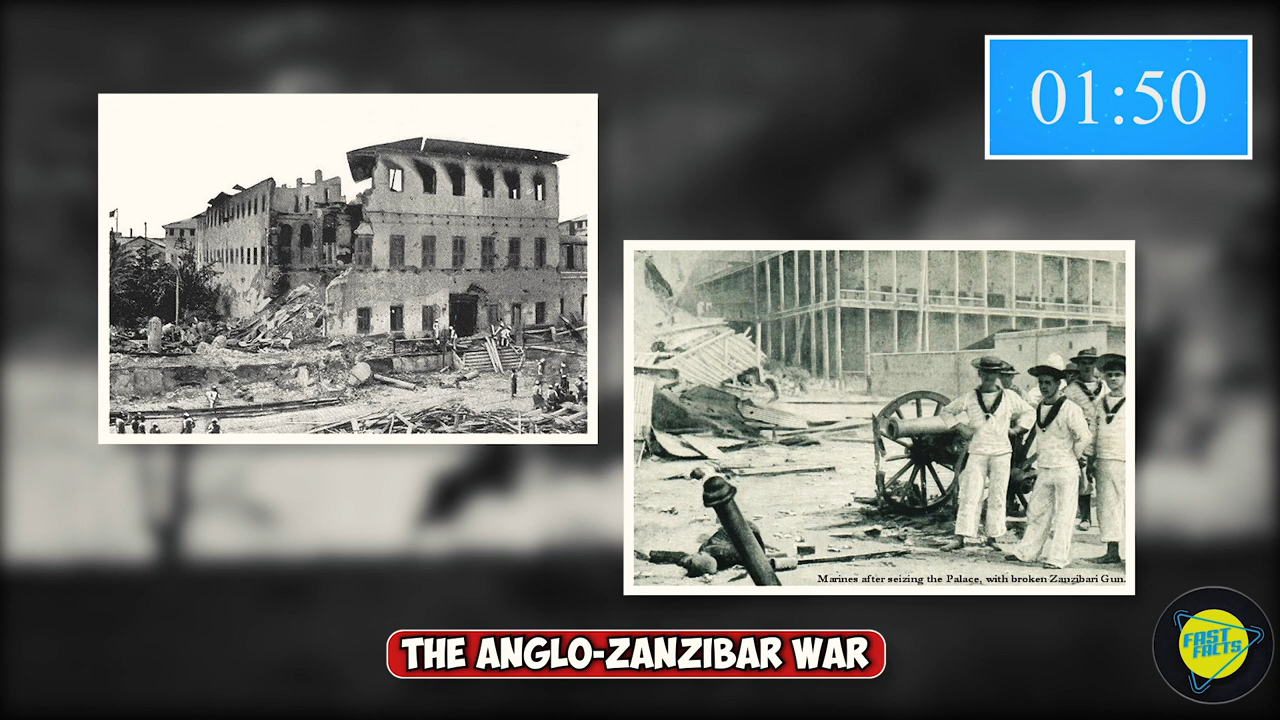 01:50
Marines after seizing the Palace, with broken Zanzibari Gun.
THE ANGLO-ZANZIBAR WAR
FAST
FACTS